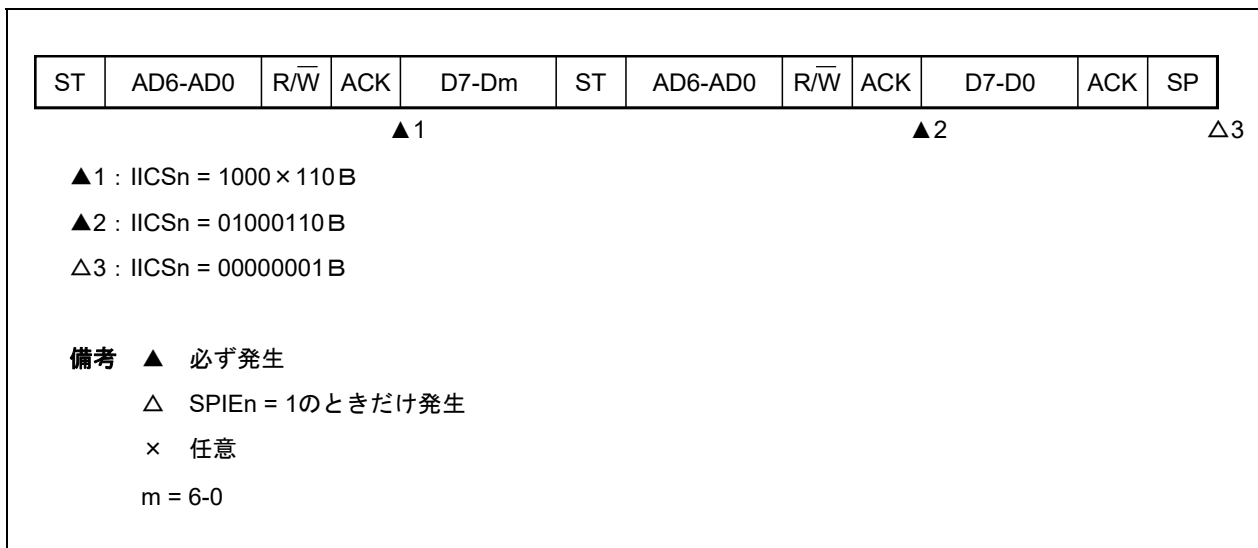 ST AD6-AD0 R/W̅ ACK D7-Dm ST AD6-AD0 R/W̅ ACK D7-D0 ACK SP
▲1 ▲2 △3
▲1：IICSn = 1000×110B
▲2：IICSn = 01000110B
△3：IICSn = 00000001B
備考 ▲ 必ず発生
△ SPIEn = 1のときだけ発生
× 任意
m = 6-0